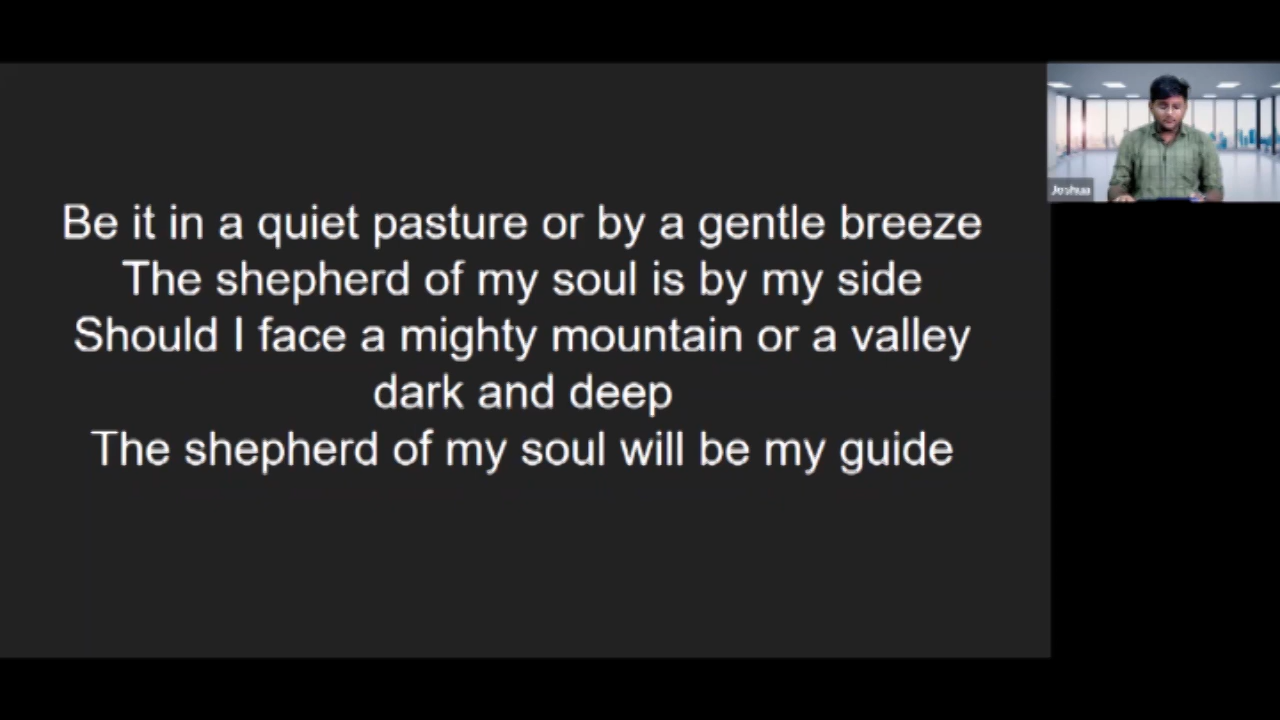 Be it in a quiet pasture or by a gentle breeze
The shepherd of my soul is by my side
Should I face a mighty mountain or a valley
dark and deep
The shepherd of my soul will be my guide
Joshua